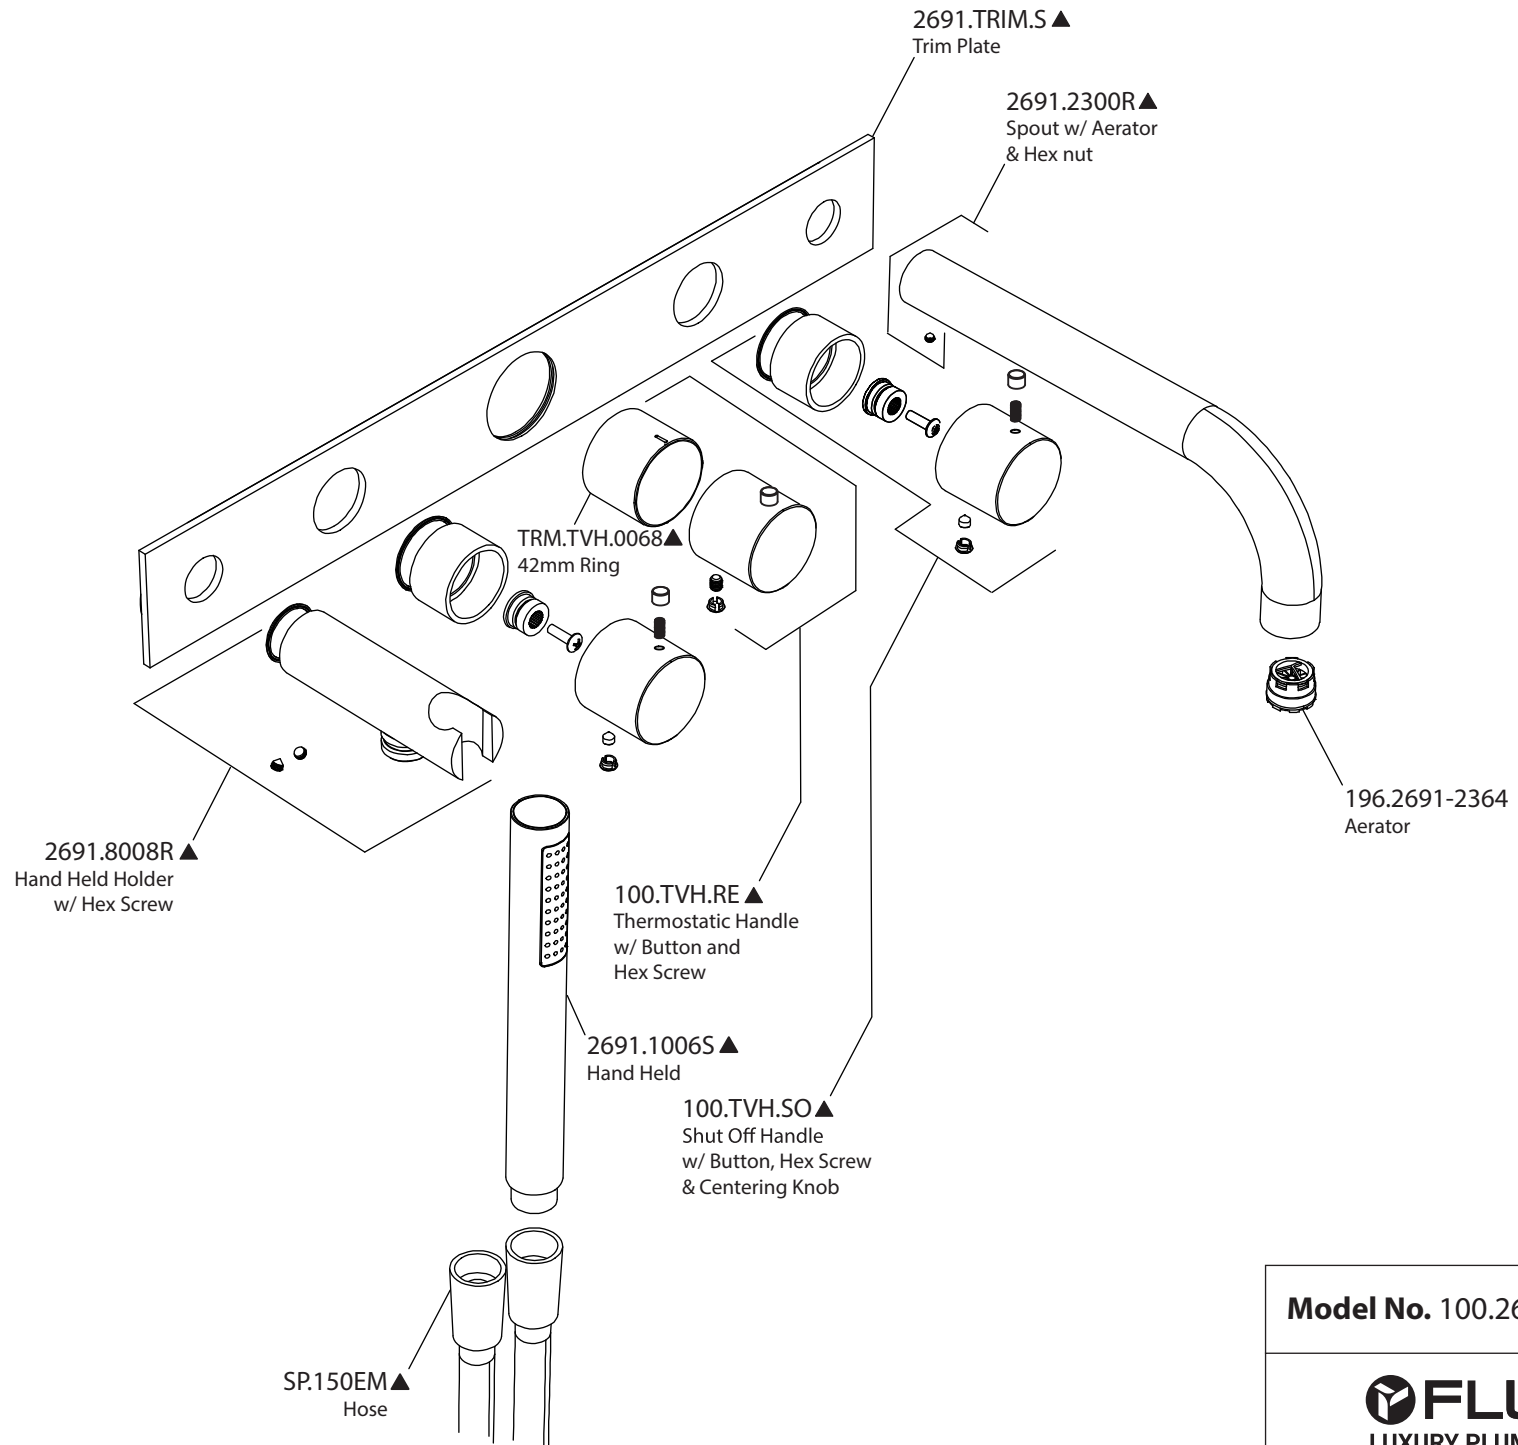 2691.TRIM.S▲
Trim Plate
2691.2300R▲
Spout w/ Aerator
& Hex nut
TRM.TVH.0068▲
42mm Ring
196.2691-2364
Aerator
2691.8008R▲
Hand Held Holder
w/ Hex Screw
100.TVH.RE▲
Thermostatic Handle
w/ Button and
Hex Screw
2691.1006S▲
Hand Held
100.TVH.SO▲
Shut Off Handle
w/ Button, Hex Screw
& Centering Knob
SP.150EM▲
Hose
Model No.
LUXURY